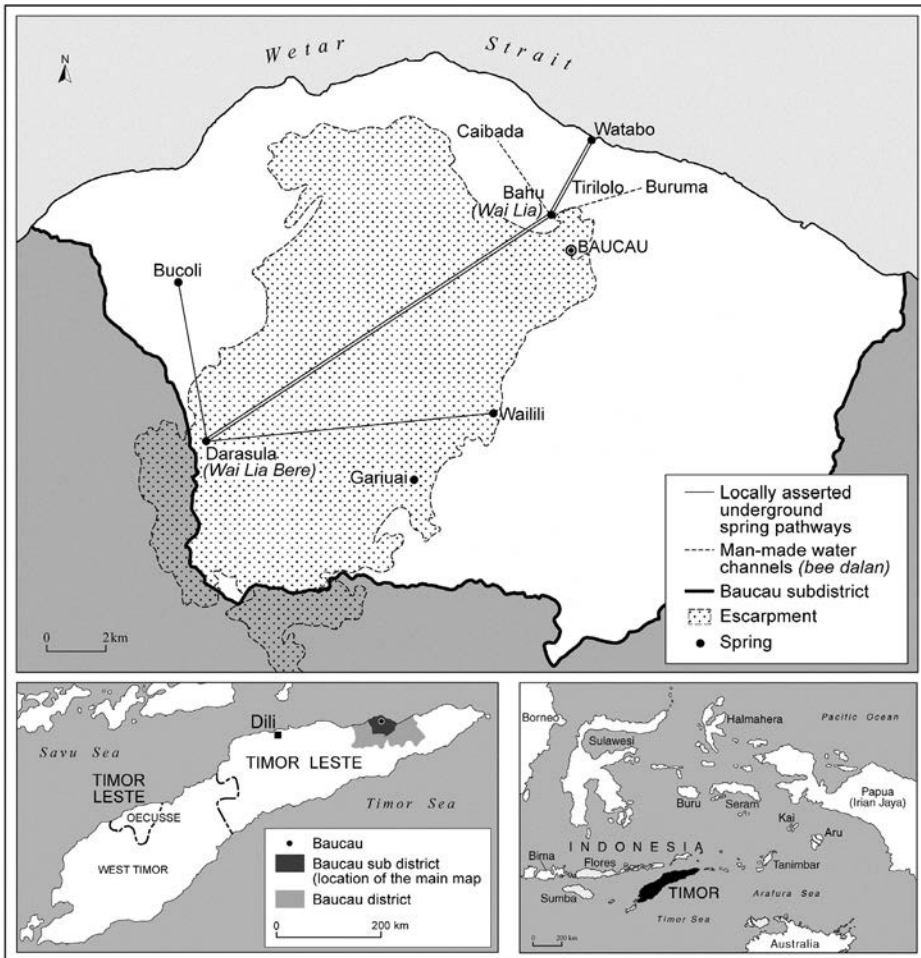 Wetar Strait
N
Caibada
Watabo
Bahu
(Wai Lia)
Tirilolo
Buruma
BAUCAU
Bucoli
Wailili
Darasula
(Wai Lia Bere)
Gariuai
0 2km
Locally asserted
underground
spring pathways
Man-made water
channels (bee dalan)
Baucau subdistrict
Escarpment
Spring
Savu Sea
Dili
TIMOR
LESTE
TIMOR LESTE
OECUSSE
Timor Sea
WEST TIMOR
Baucau
Baucau sub district
(location of the main map
Baucau district
0 200 km
Borneo
Halmahera
Pacific Ocean
Sulawesi
Buru
Seram
Papua
(Irian Jaya)
Kai
Aru
INDONESIA
Bima
Flores
Tanimbar
Sumba
TIMOR
Arafura Sea
Timor Sea
0 200 km
Australia